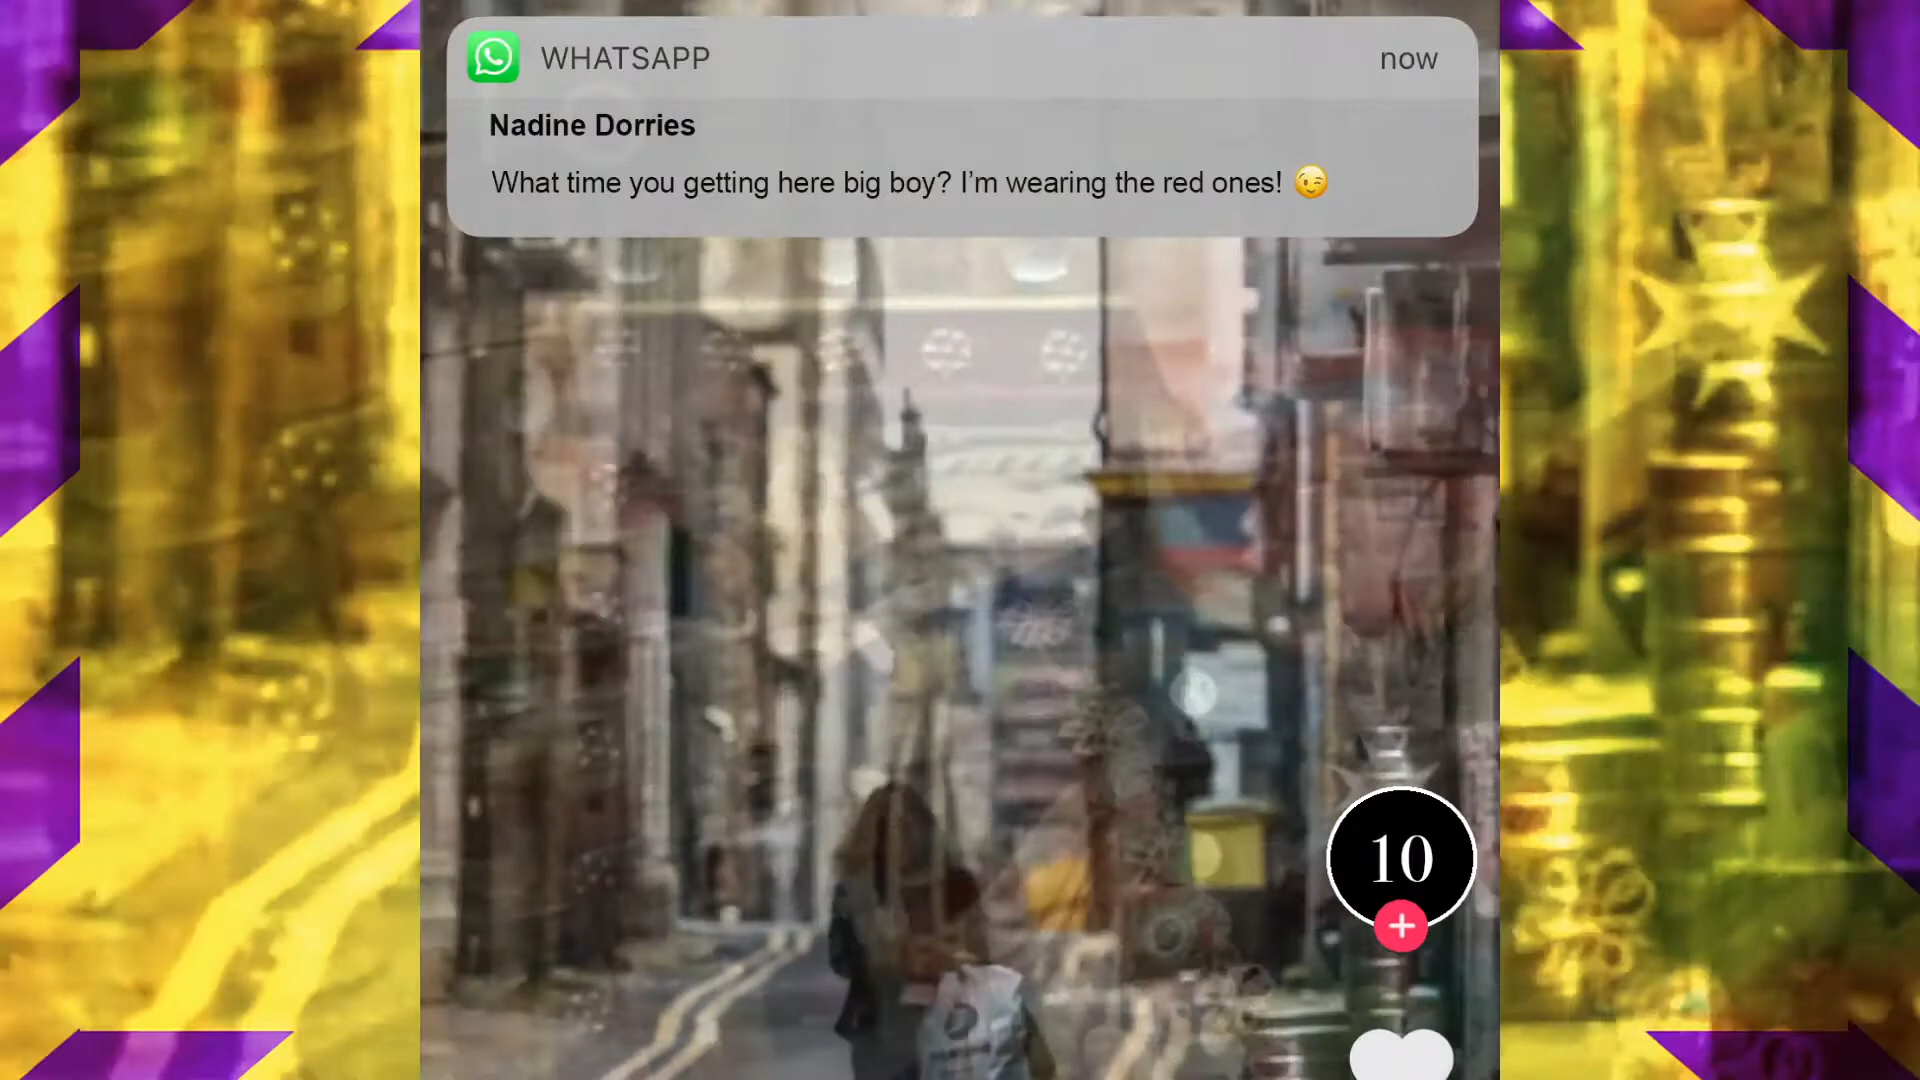 WHATSAPP now
Nadine Dorries
What time you getting here big boy? I'm wearing the red ones! 😉
10